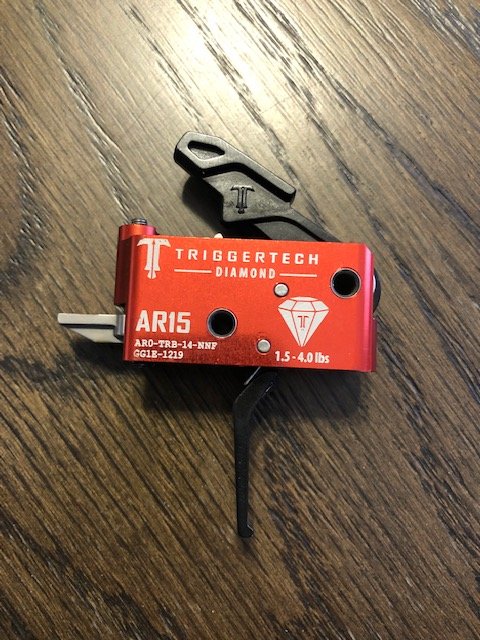 TRIGGERTECH
DIAMOND
AR15
AR0-TRB-14-NNF
GG1E-1219
1.5 - 4.0 lbs